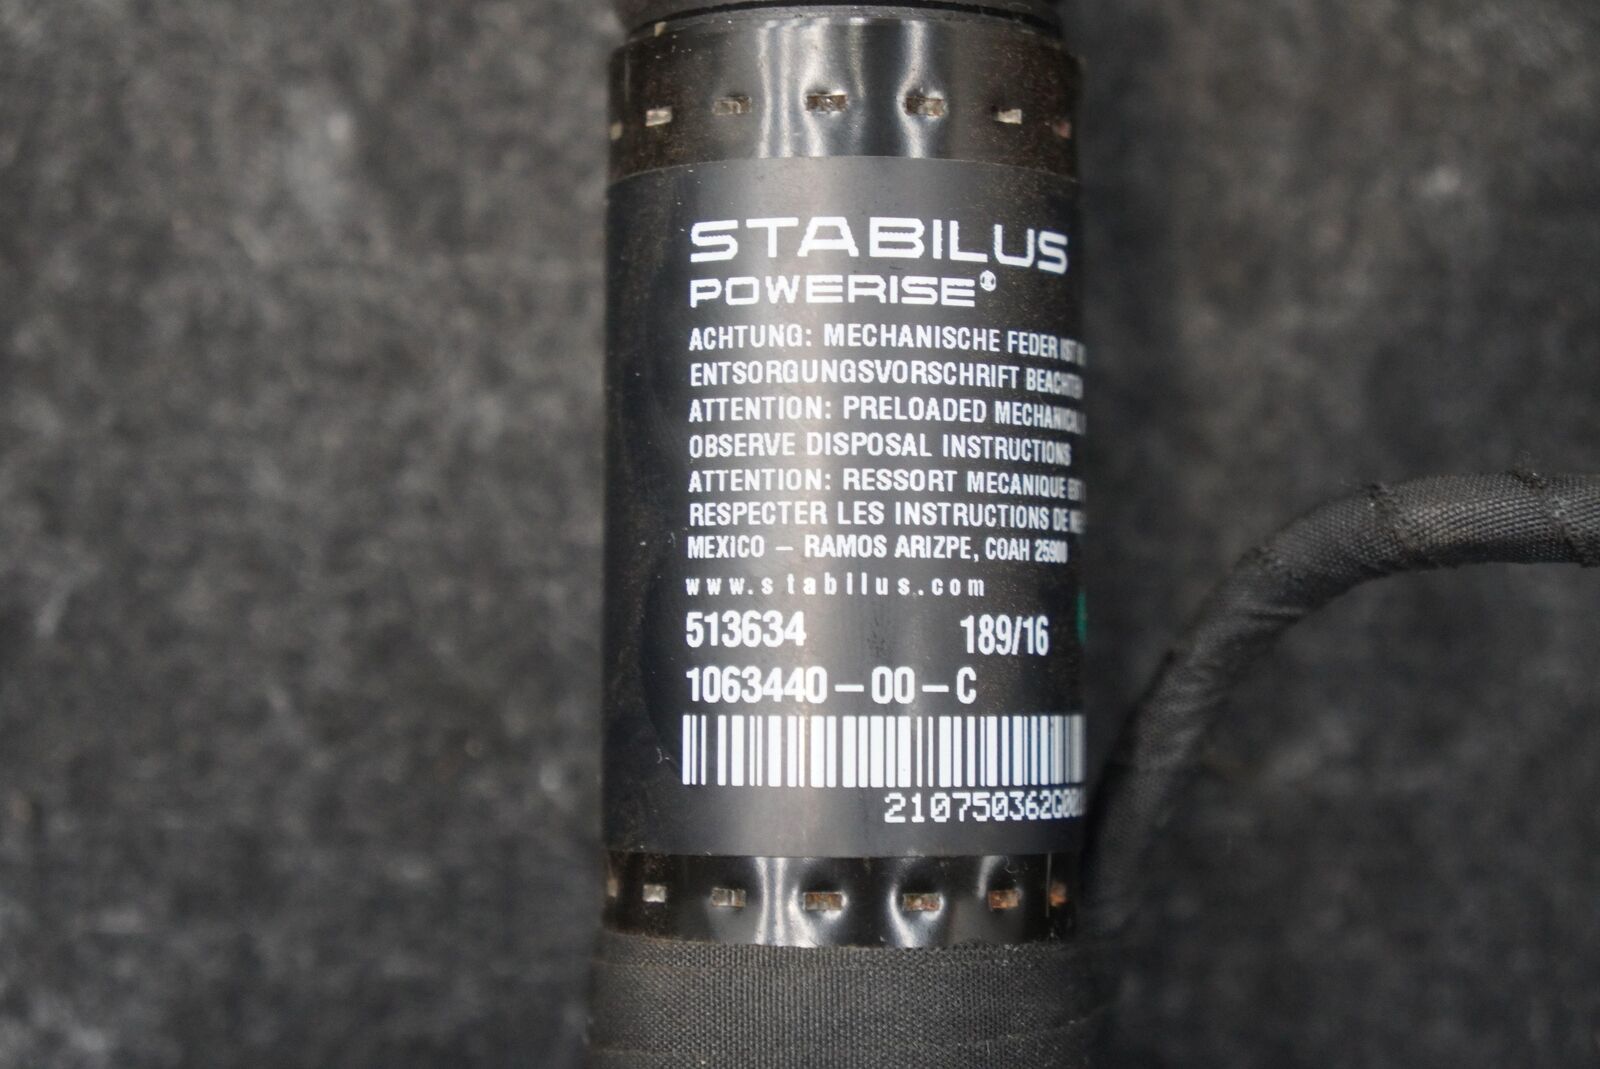 STABILUS
POWERISE®
ACHTUNG: MECHANISCHE FEDER IST
ENTSORGUNGSVORSCHRIFT BEACHTEN
ATTENTION: PRELOADED MECHANICAL
OBSERVE DISPOSAL INSTRUCTIONS
ATTENTION: RESSORT MECANIQUE EST
RESPECTER LES INSTRUCTIONS DE
MEXICO – RAMOS ARIZPE, COAH 25900
www.stabilus.com
513634 189/16
1063440-00-C